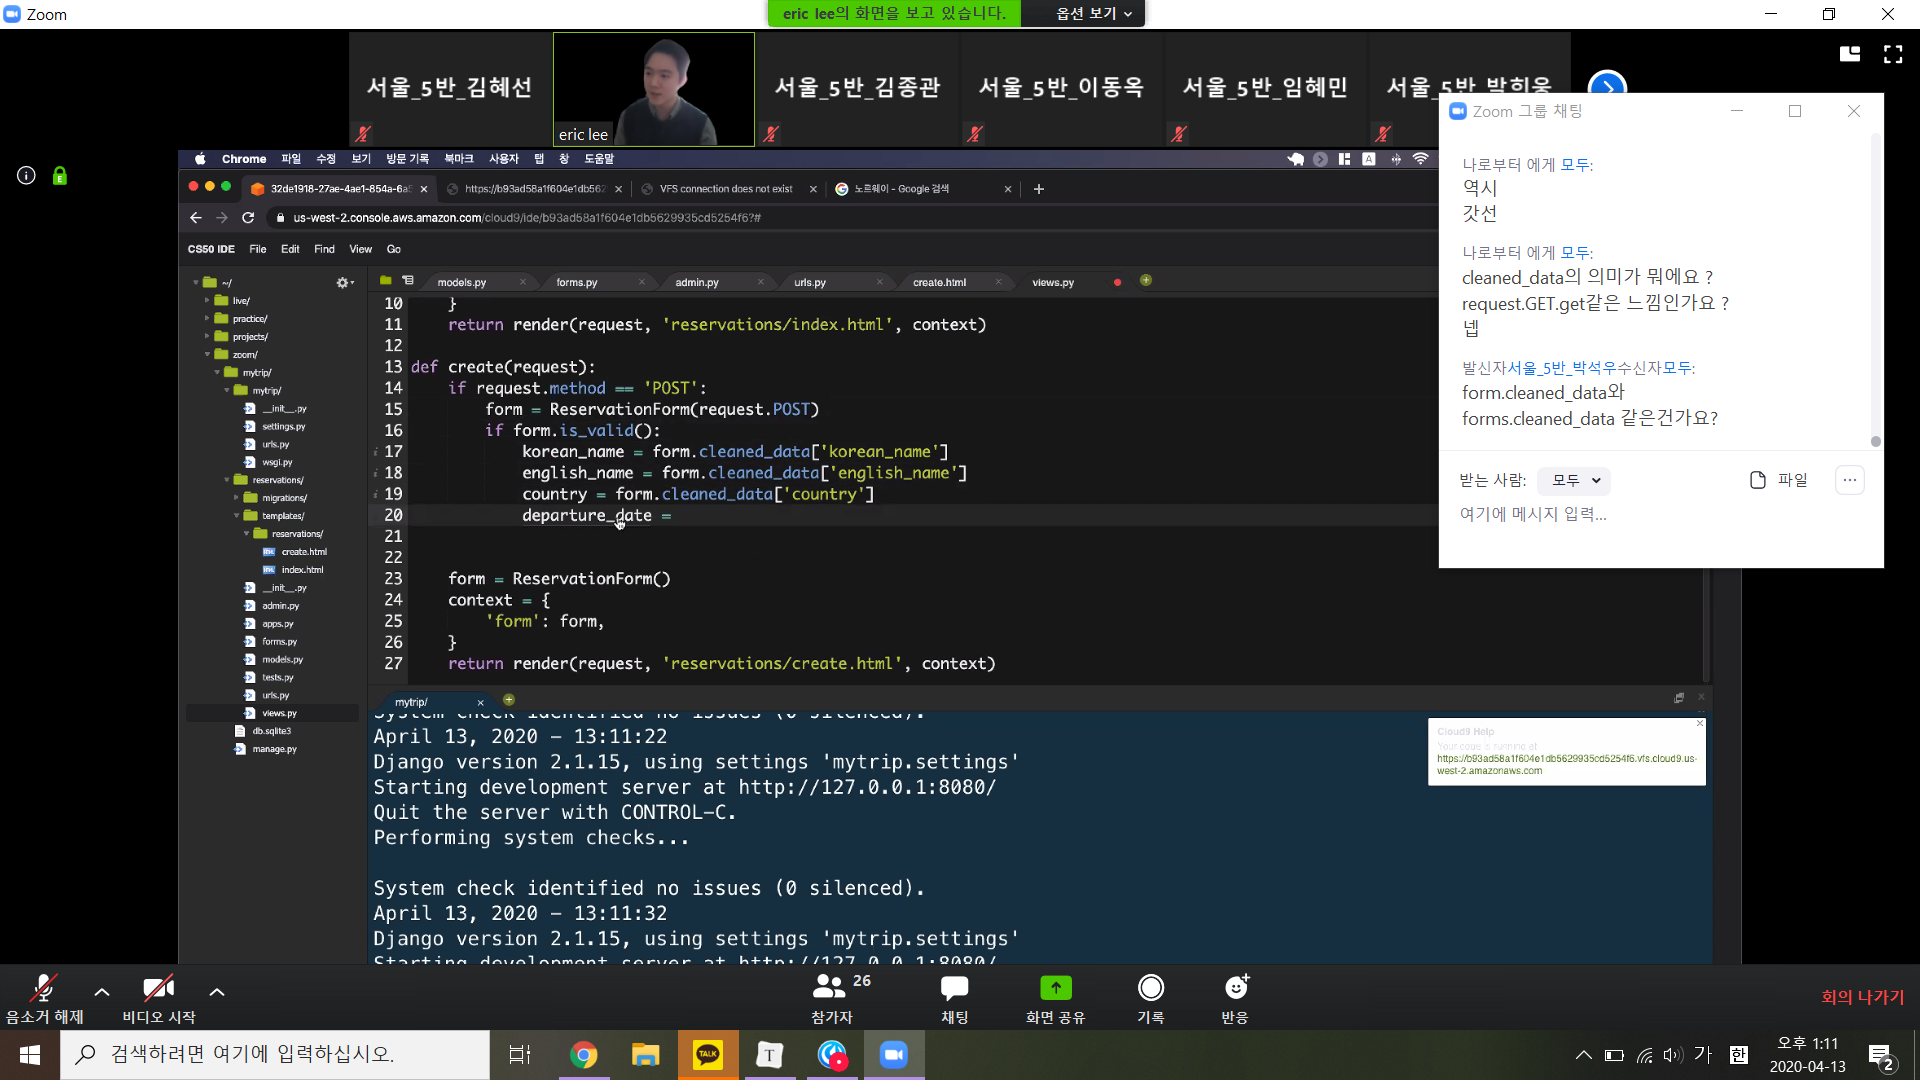 Zoom
eric lee의 화면을 보고 있습니다.
옵션 보기
서울_5반_김혜선
eric lee
서울_5반_김종관
서울_5반_이동옥
서울_5반_임혜민
서울_5반_박희웅
Chrome 파일 수정 보기 방문 기록 북마크 사용자 탭 창 도움말
32de1918-27ae-4ae1-854a-6a5
https://b93ad58a1f604e1db562
VFS connection does not exist
노르웨이 - Google 검색
us-west-2.console.aws.amazon.com/cloud9/ide/b93ad58a1f604e1db5629935cd5254f6?#
CS50 IDE File Edit Find View Go
~/
live/
practice/
projects/
zoom/
mytrip/
mytrip/
__init__.py
settings.py
urls.py
wsgi.py
reservations/
migrations/
templates/
reservations/
create.html
index.html
__init__.py
admin.py
apps.py
forms.py
models.py
tests.py
urls.py
views.py
db.sqlite3
manage.py
models.py forms.py admin.py urls.py create.html views.py
10 }
11 return render(request, 'reservations/index.html', context)
12
13 def create(request):
14 if request.method == 'POST':
15 form = ReservationForm(request.POST)
16 if form.is_valid():
17 korean_name = form.cleaned_data['korean_name']
18 english_name = form.cleaned_data['english_name']
19 country = form.cleaned_data['country']
20 departure_date =
21
22
23 form = ReservationForm()
24 context = {
25 'form': form,
26 }
27 return render(request, 'reservations/create.html', context)
mytrip/
System check identified no issues (0 silenced).
April 13, 2020 - 13:11:22
Django version 2.1.15, using settings 'mytrip.settings'
Starting development server at http://127.0.0.1:8080/
Quit the server with CONTROL-C.
Performing system checks...
System check identified no issues (0 silenced).
April 13, 2020 - 13:11:32
Django version 2.1.15, using settings 'mytrip.settings'
Starting development server at http://127.0.0.1:8080/
Cloud9 Help
Your code is running at
https://b93ad58a1f604e1db5629935cd5254f6.vfs.cloud9.us-
west-2.amazonaws.com
Zoom 그룹 채팅
나로부터 에게 모두:
역시
갓선
나로부터 에게 모두:
cleaned_data의 의미가 뭐에요 ?
request.GET.get같은 느낌인가요 ?
넵
발신자서울_5반_박석우수신자모두:
form.cleaned_data와
forms.cleaned_data 같은건가요?
받는 사람: 모두
파일
여기에 메시지 입력...
음소거 해제
비디오 시작
26
참가자
채팅
화면 공유
기록
반응
회의 나가기
검색하려면 여기에 입력하십시오.
TALK
T
가
한
오후 1:11
2020-04-13
2